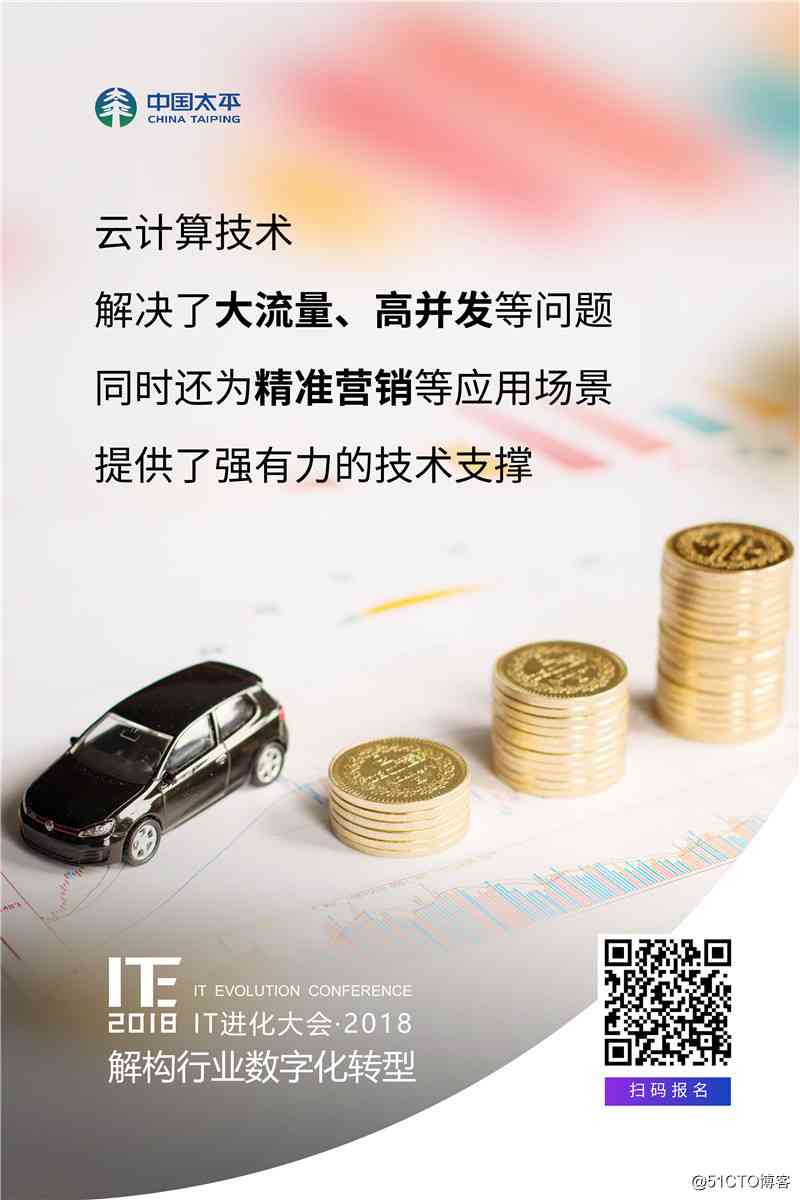 中国太平
CHINA TAIPING
云计算技术
解决了大流量、高并发等问题
同时还为精准营销等应用场景
提供了强有力的技术支撑
ITE
2018
IT EVOLUTION CONFERENCE
IT进化大会·2018
解构行业数字化转型
扫码报名
@51CTO博客